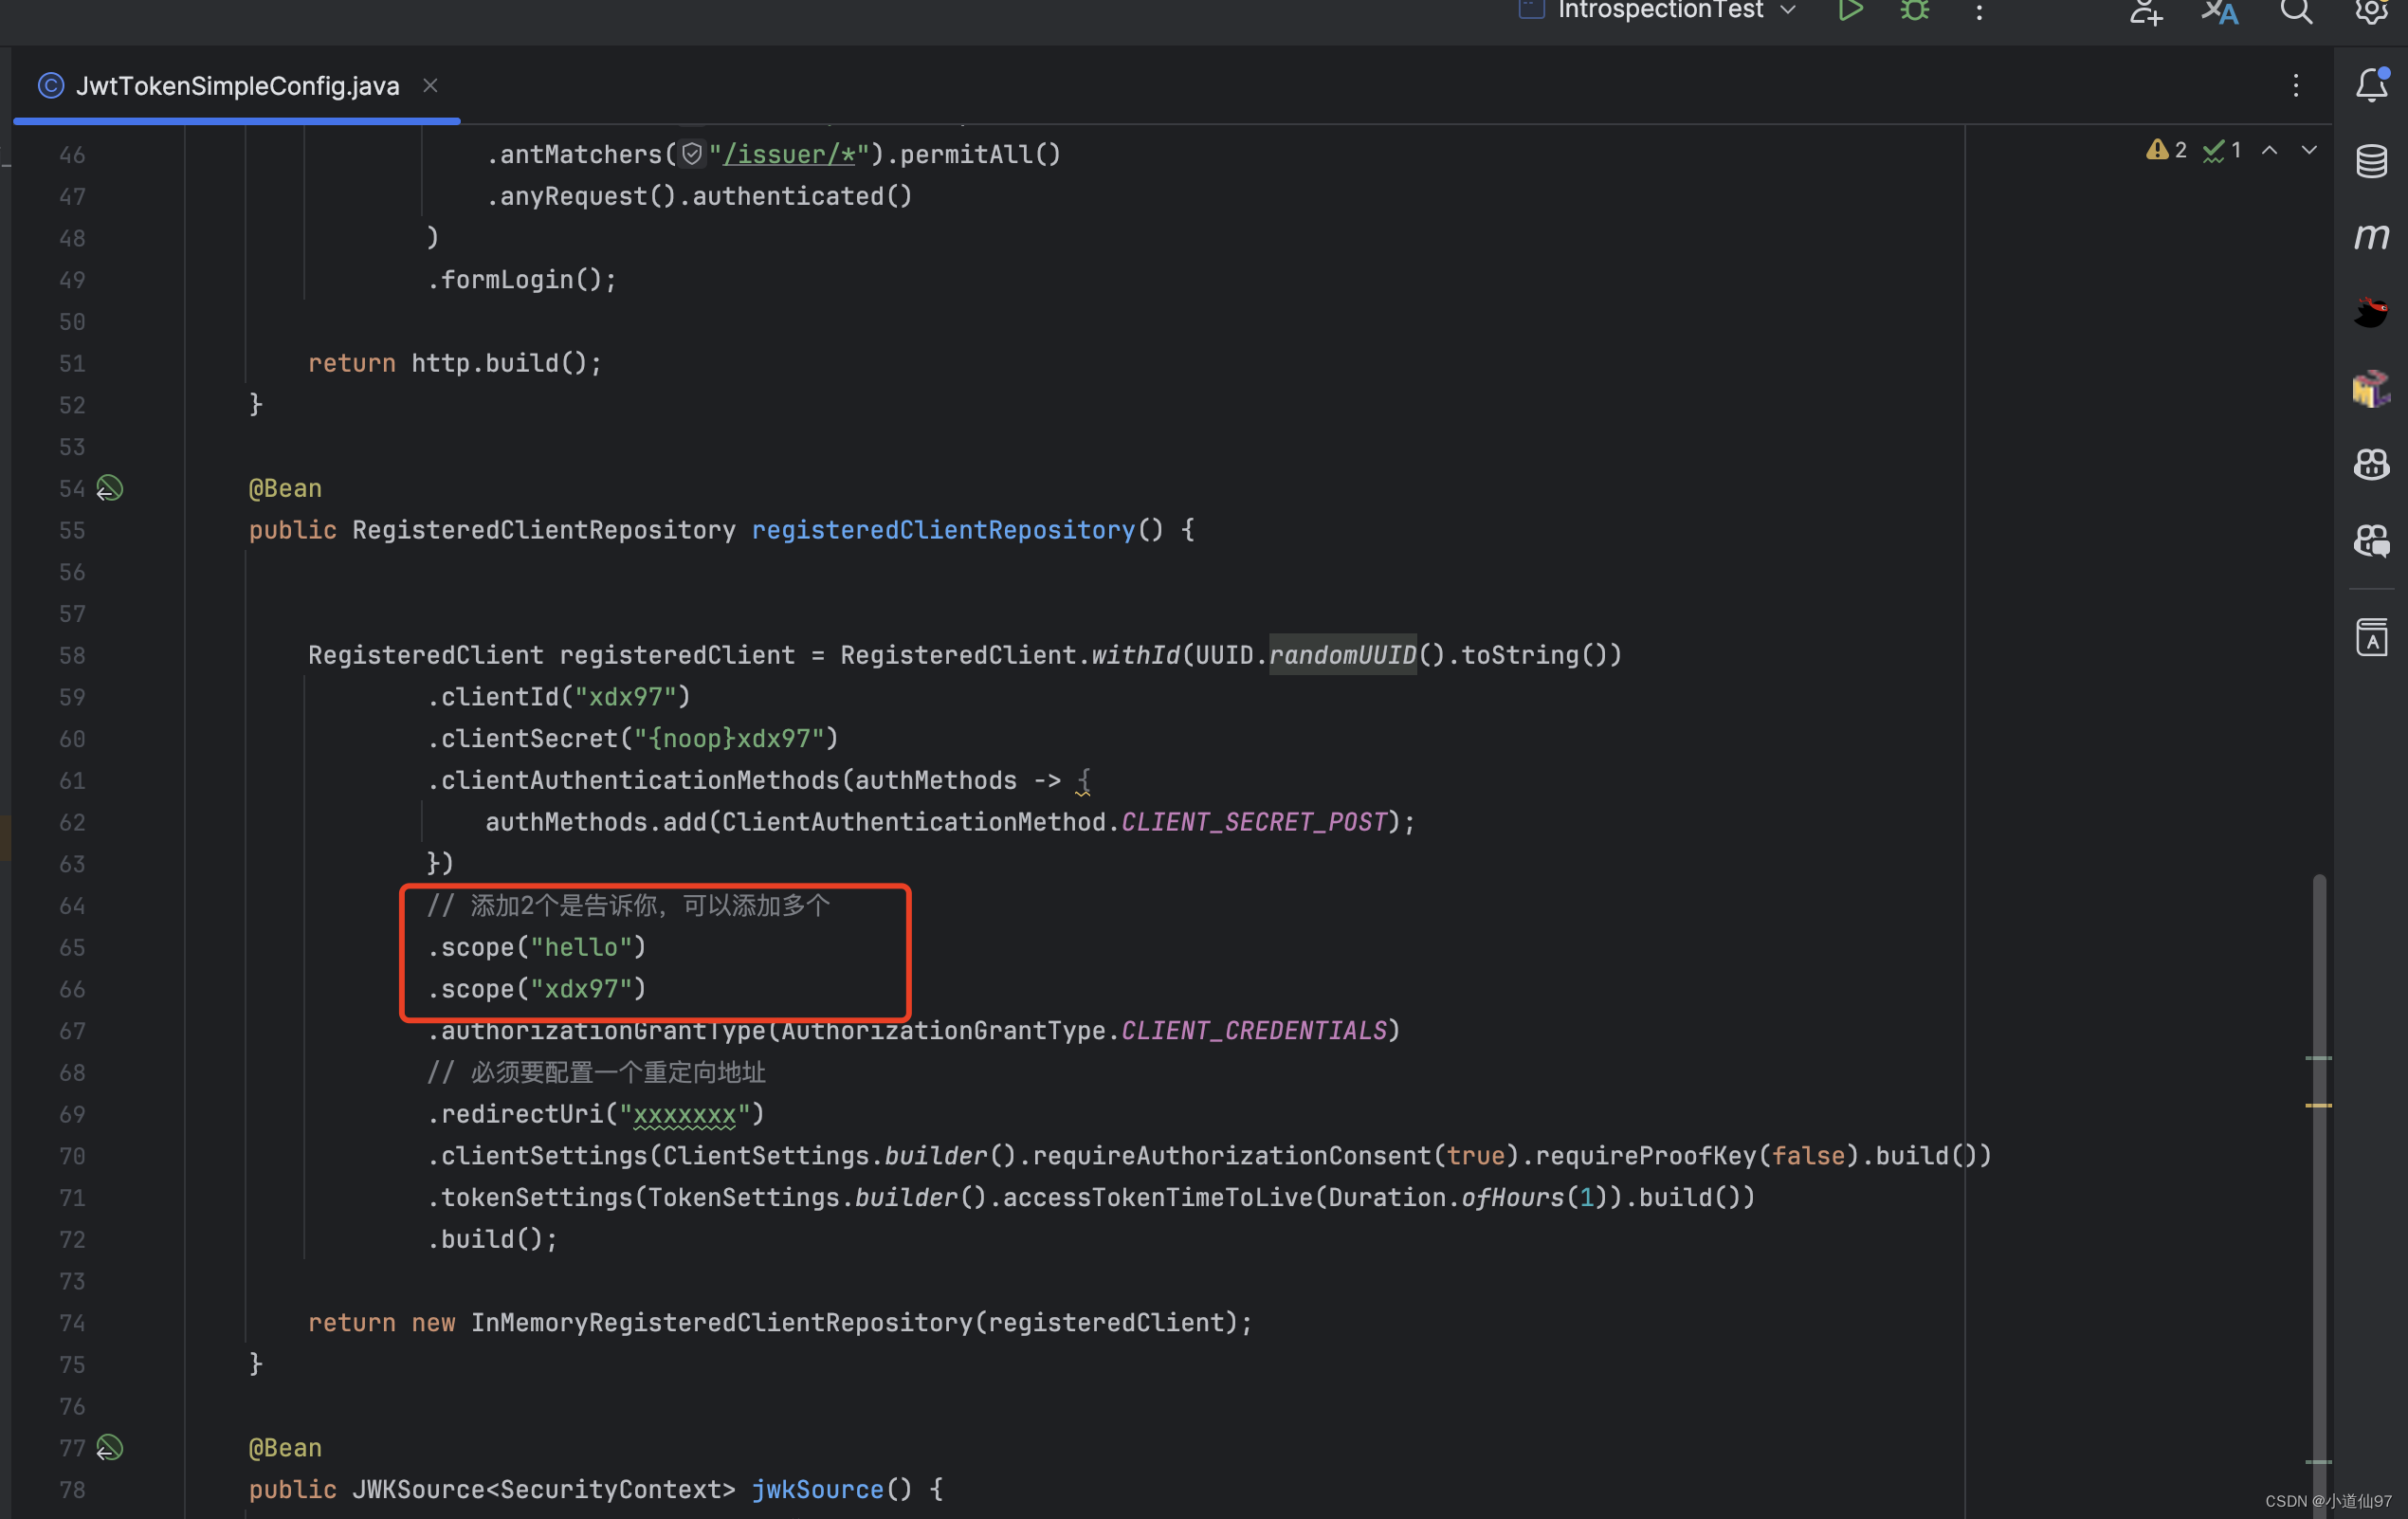 IntrospectionTest
JwtTokenSimpleConfig.java
2 1
46 .antMatchers("/issuer/*").permitAll()
47 .anyRequest().authenticated()
48 )
49 .formLogin();
50
51 return http.build();
52 }
53
54 @Bean
55 public RegisteredClientRepository registeredClientRepository() {
56
57
58 RegisteredClient registeredClient = RegisteredClient.withId(UUID.randomUUID().toString())
59 .clientId("xdx97")
60 .clientSecret("{noop}xdx97")
61 .clientAuthenticationMethods(authMethods -> {
62 authMethods.add(ClientAuthenticationMethod.CLIENT_SECRET_POST);
63 })
64 // 添加2个是告诉你，可以添加多个
65 .scope("hello")
66 .scope("xdx97")
67 .authorizationGrantType(AuthorizationGrantType.CLIENT_CREDENTIALS)
68 // 必须要配置一个重定向地址
69 .redirectUri("xxxxxxx")
70 .clientSettings(ClientSettings.builder().requireAuthorizationConsent(true).requireProofKey(false).build())
71 .tokenSettings(TokenSettings.builder().accessTokenTimeToLive(Duration.ofHours(1)).build())
72 .build();
73
74 return new InMemoryRegisteredClientRepository(registeredClient);
75 }
76
77 @Bean
78 public JWKSource<SecurityContext> jwkSource() {
CSDN @小道仙97